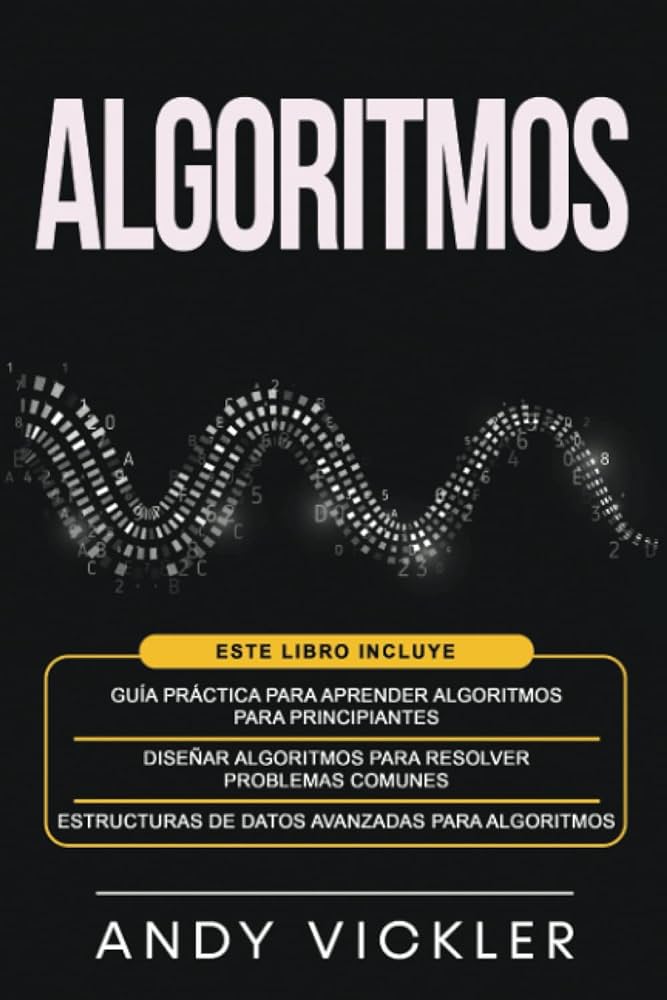 ALGORITMOS
ESTE LIBRO INCLUYE
GUÍA PRÁCTICA PARA APRENDER ALGORITMOS
PARA PRINCIPIANTES
DISEÑAR ALGORITMOS PARA RESOLVER
PROBLEMAS COMUNES
ESTRUCTURAS DE DATOS AVANZADAS PARA ALGORITMOS
ANDY VICKLER